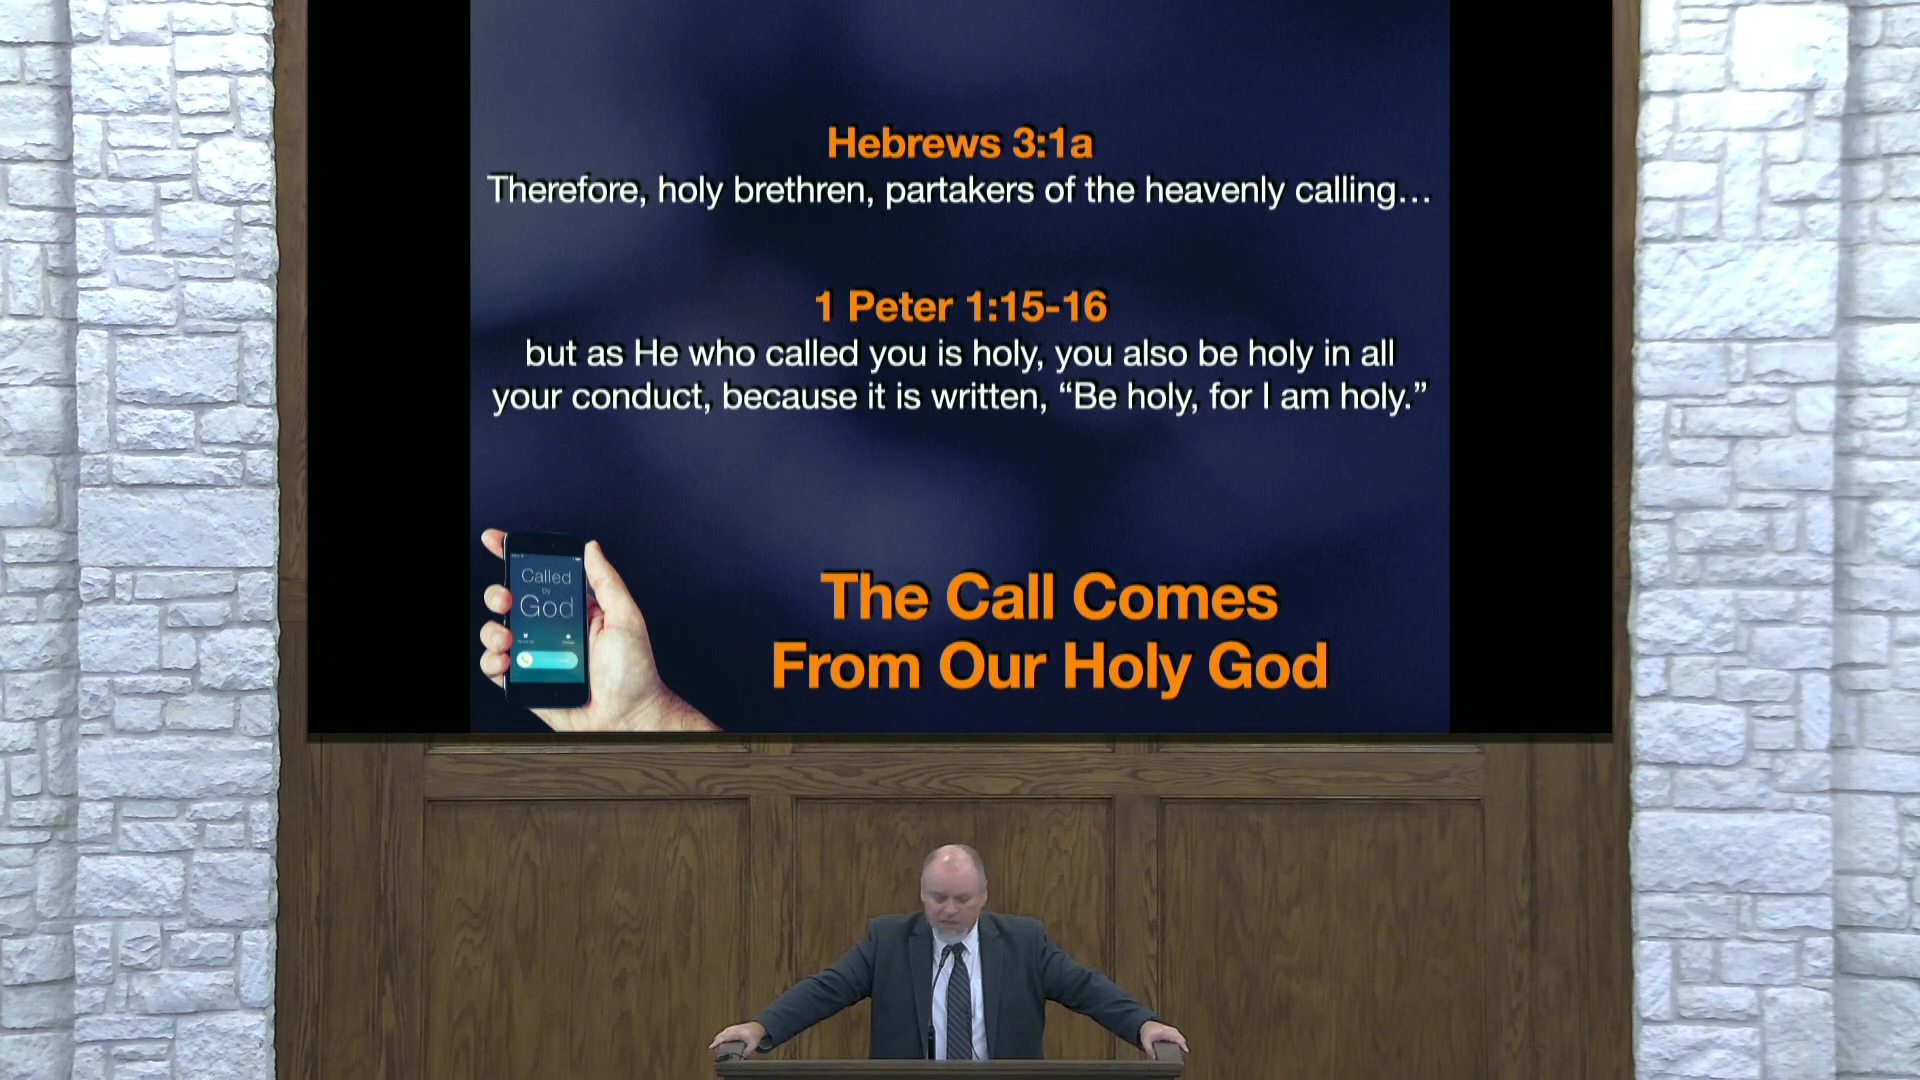 Hebrews 3:1a
Therefore, holy brethren, partakers of the heavenly calling…
1 Peter 1:15-16
but as He who called you is holy, you also be holy in all
your conduct, because it is written, “Be holy, for I am holy.”
Called
by
God
The Call Comes
From Our Holy God